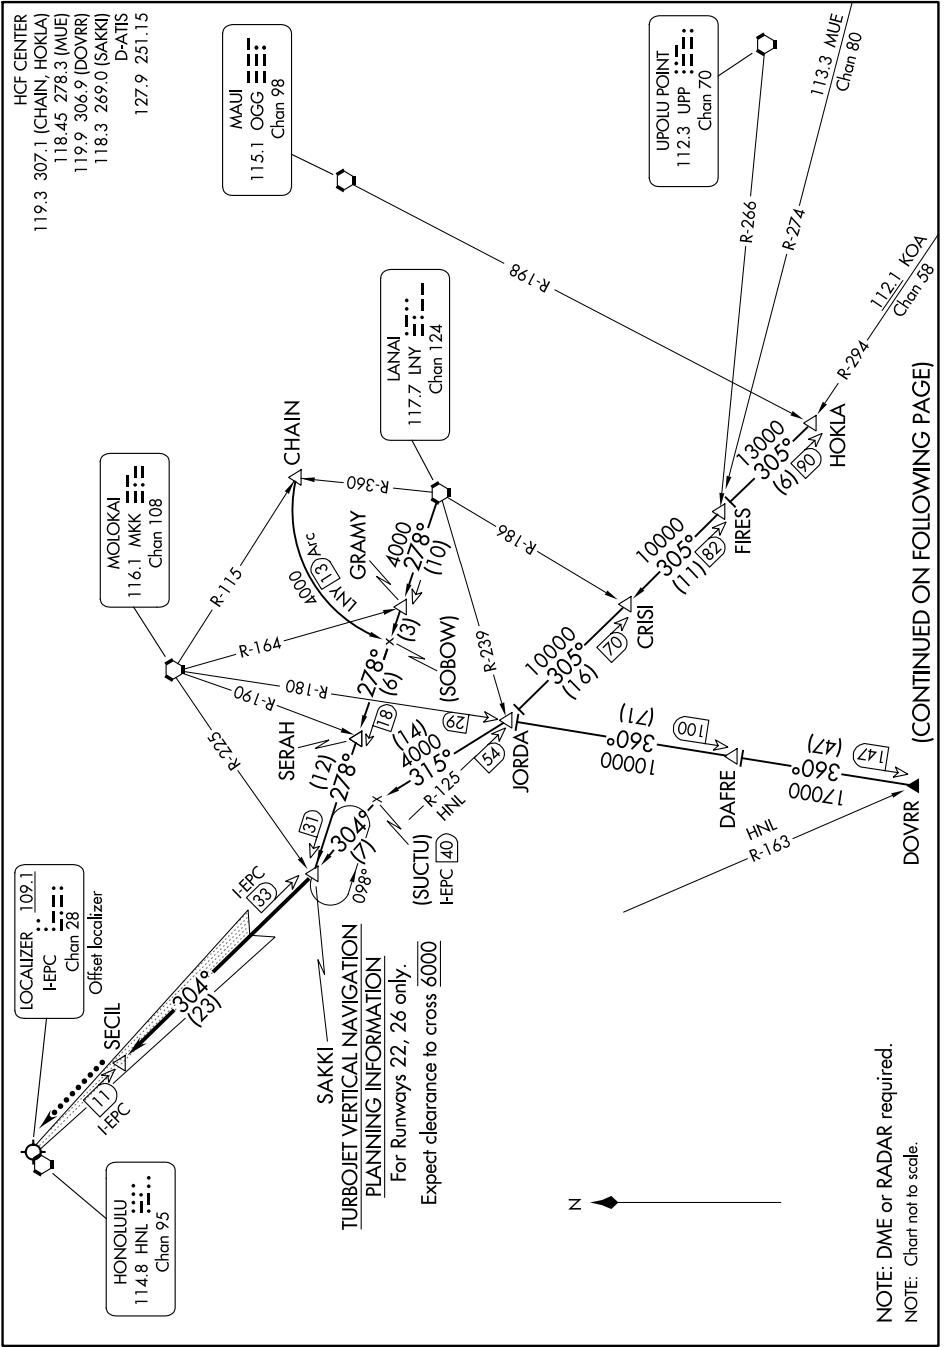 HCF CENTER
119.3 307.1 (CHAIN, HOKLA)
118.45 278.3 (MUE)
119.9 306.9 (DOVRR)
118.3 269.0 (SAKKI)
D-ATIS
127.9 251.15
MAUI
115.1 OGG
Chan 98
UPOLU POINT
112.3 UPP
Chan 70
113.3 MUE
Chan 80
R-266
R-274
R-198
112.1 KOA
Chan 58
R-294
LANAI
117.7 LNY
Chan 124
MOLOKAI
116.1 MKK
Chan 108
CHAIN
R-360
R-115
4000
LNY 13 Arc
GRAMY
4000
278°
(10)
R-164
(3)
(SOBOW)
278°
(6)
R-186
R-239
R-180
R-190
R-225
SERAH
18
(12)
278°
31
29
(14)
4000
315°
R-125
HNL
54
JORDA
10000
305°
(16)
70
CRISI
10000
305°
(11)
82
FIRES
13000
305°
(6)
90
HOKLA
(71)
360°
10000
100
DAFRE
(47)
360°
17000
147
DOVRR
HNL
R-163
(CONTINUED ON FOLLOWING PAGE)
304°
(7)
098°
(SUCTU)
I-EPC 40
LOCALIZER 109.1
I-EPC
Chan 28
Offset localizer
I-EPC
33
304°
(23)
SECIL
11
I-EPC
SAKKI
HONOLULU
114.8 HNL
Chan 95
TURBOJET VERTICAL NAVIGATION
PLANNING INFORMATION
For Runways 22, 26 only.
Expect clearance to cross 6000
N
NOTE: DME or RADAR required.
NOTE: Chart not to scale.